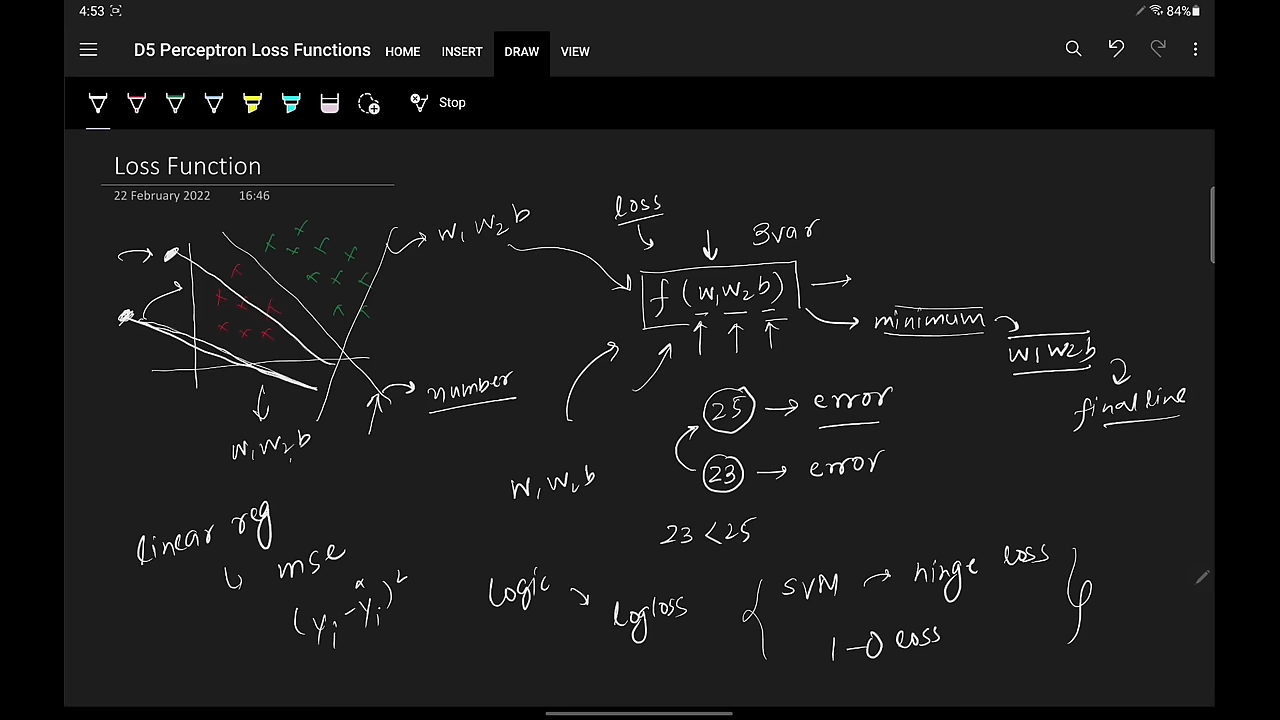 4:53 84%
D5 Perceptron Loss Functions HOME INSERT DRAW VIEW
Stop
Loss Function
22 February 2022 16:46
w₁ w₂ b
loss
3var
f (w₁ w₂ b)
minimum
w₁ w₂ b
final line
number
25 → error
23 → error
w₁ w₂ b
w₁ w₂ b
23 < 25
linear reg
mse
(yᵢ - ŷᵢ)²
logic
logloss
SVM → hinge loss
1-0 loss